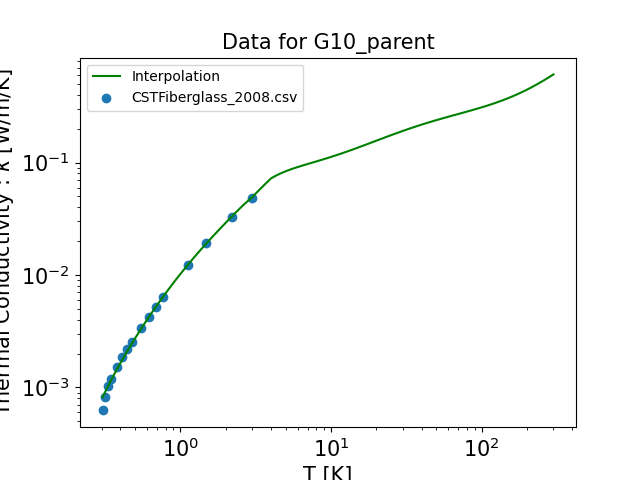 Data for G10_parent
Interpolation
CSTFiberglass_2008.csv
Thermal Conductivity : k [W/m/K]
10⁻¹
10⁻²
10⁻³
10⁰
10¹
10²
T [K]